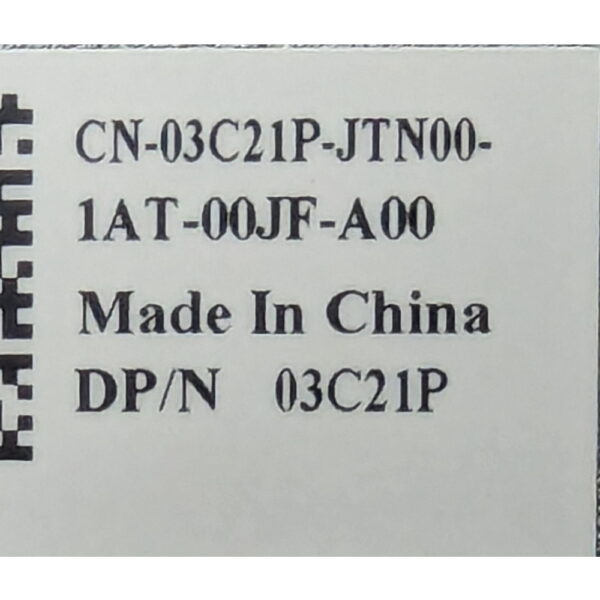 CN-03C21P-JTN00-
1AT-00JF-A00
Made In China
DP/N 03C21P